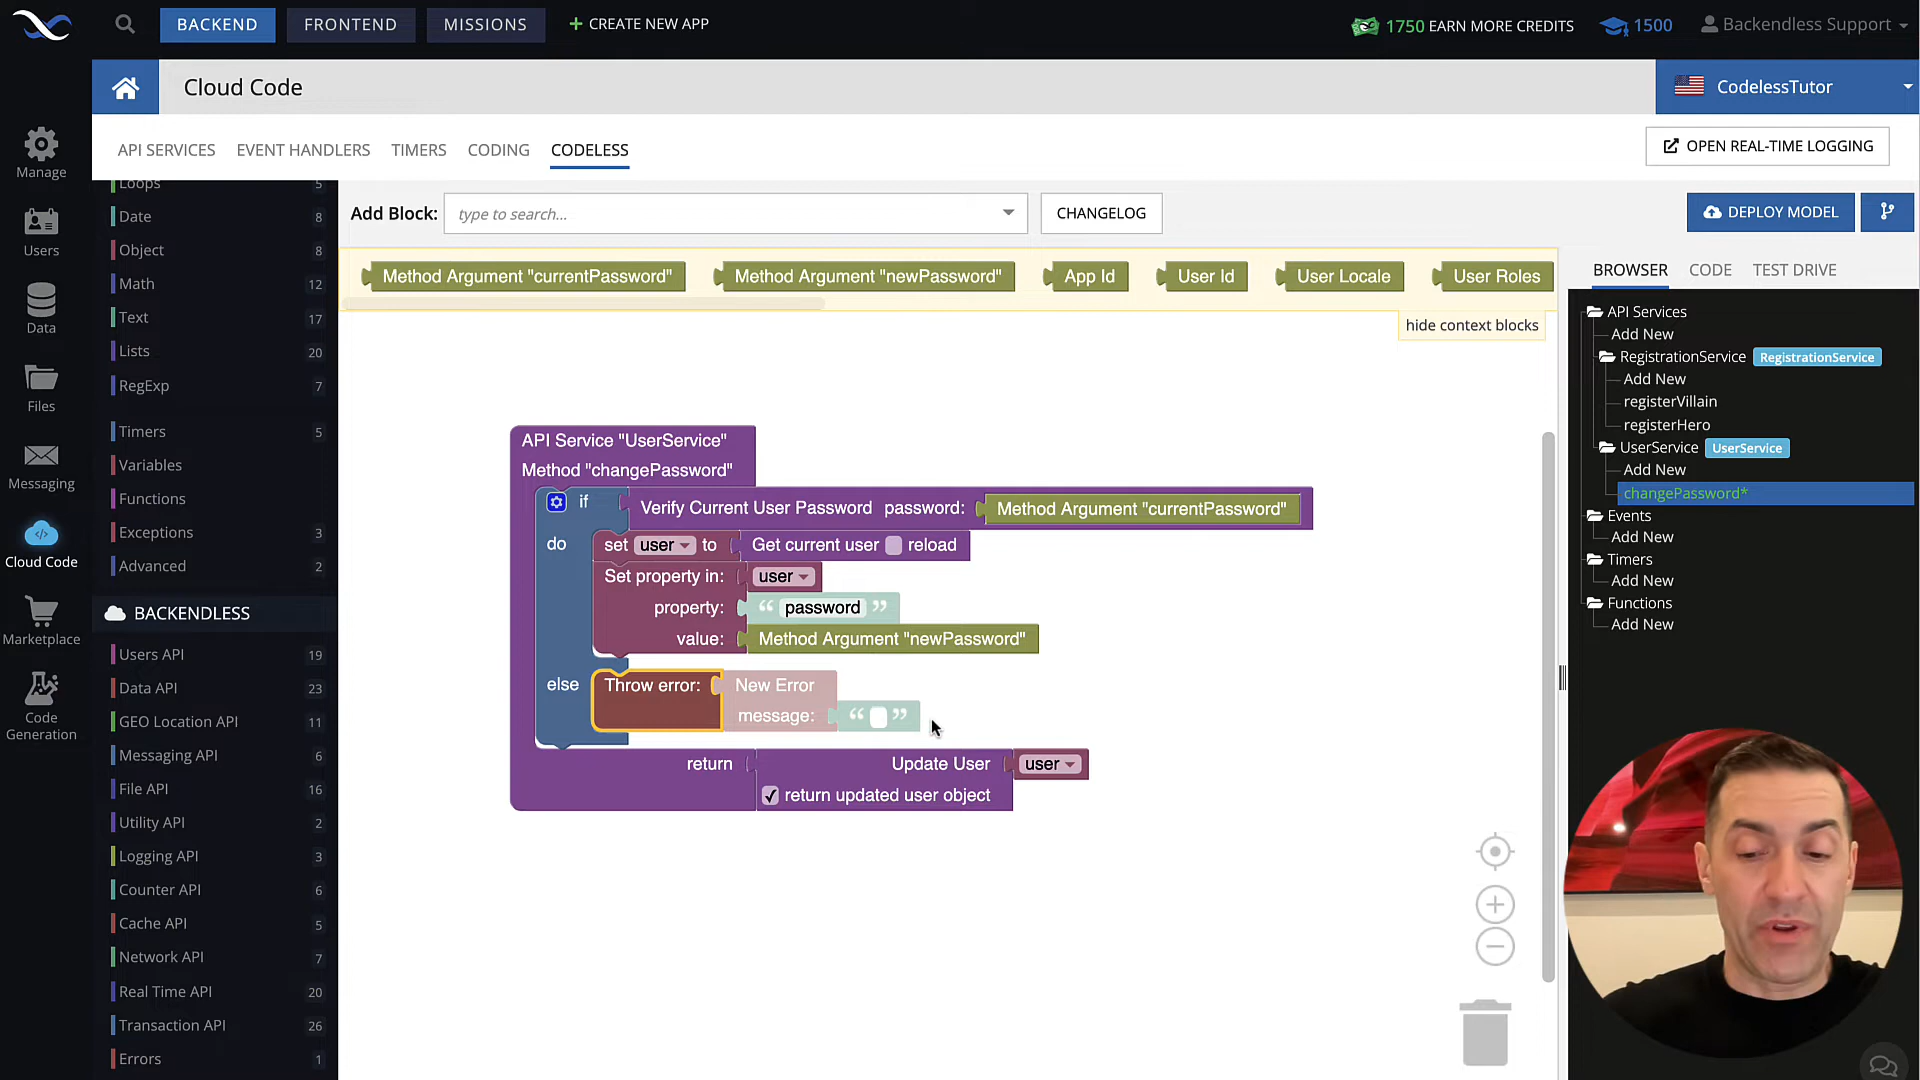 BACKEND
FRONTEND
MISSIONS
+ CREATE NEW APP
1750 EARN MORE CREDITS
1500
Backendless Support
Cloud Code
CodelessTutor
API SERVICES
EVENT HANDLERS
TIMERS
CODING
CODELESS
OPEN REAL-TIME LOGGING
Manage
Users
Data
Files
Messaging
Cloud Code
Marketplace
Code
Generation
Loops 5
Date 8
Object 8
Math 12
Text 17
Lists 20
RegExp 7
Timers 5
Variables
Functions
Exceptions 3
Advanced 2
BACKENDLESS
Users API 19
Data API 23
GEO Location API 11
Messaging API 6
File API 16
Utility API 2
Logging API 3
Counter API 6
Cache API 5
Network API 7
Real Time API 20
Transaction API 26
Errors 1
Add Block:
type to search...
CHANGELOG
DEPLOY MODEL
Method Argument "currentPassword"
Method Argument "newPassword"
App Id
User Id
User Locale
User Roles
hide context blocks
API Service "UserService"
Method "changePassword"
if Verify Current User Password password: Method Argument "currentPassword"
do set user to Get current user reload
Set property in: user
property: “ password ”
value: Method Argument "newPassword"
else Throw error: New Error
message: “ ”
return Update User user
return updated user object
BROWSER
CODE
TEST DRIVE
API Services
Add New
RegistrationService RegistrationService
Add New
registerVillain
registerHero
UserService UserService
Add New
changePassword*
Events
Add New
Timers
Add New
Functions
Add New